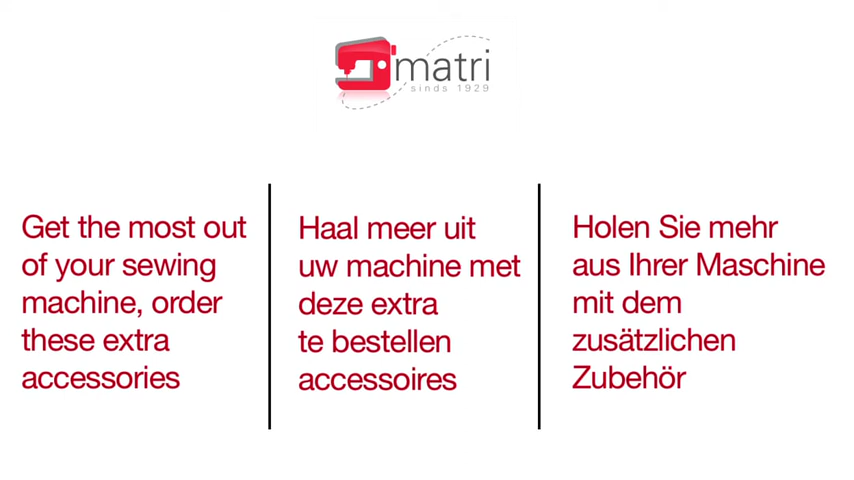 matri
sinds 1929
Get the most out
of your sewing
machine, order
these extra
accessories
Haal meer uit
uw machine met
deze extra
te bestellen
accessoires
Holen Sie mehr
aus Ihrer Maschine
mit dem
zusätzlichen
Zubehör